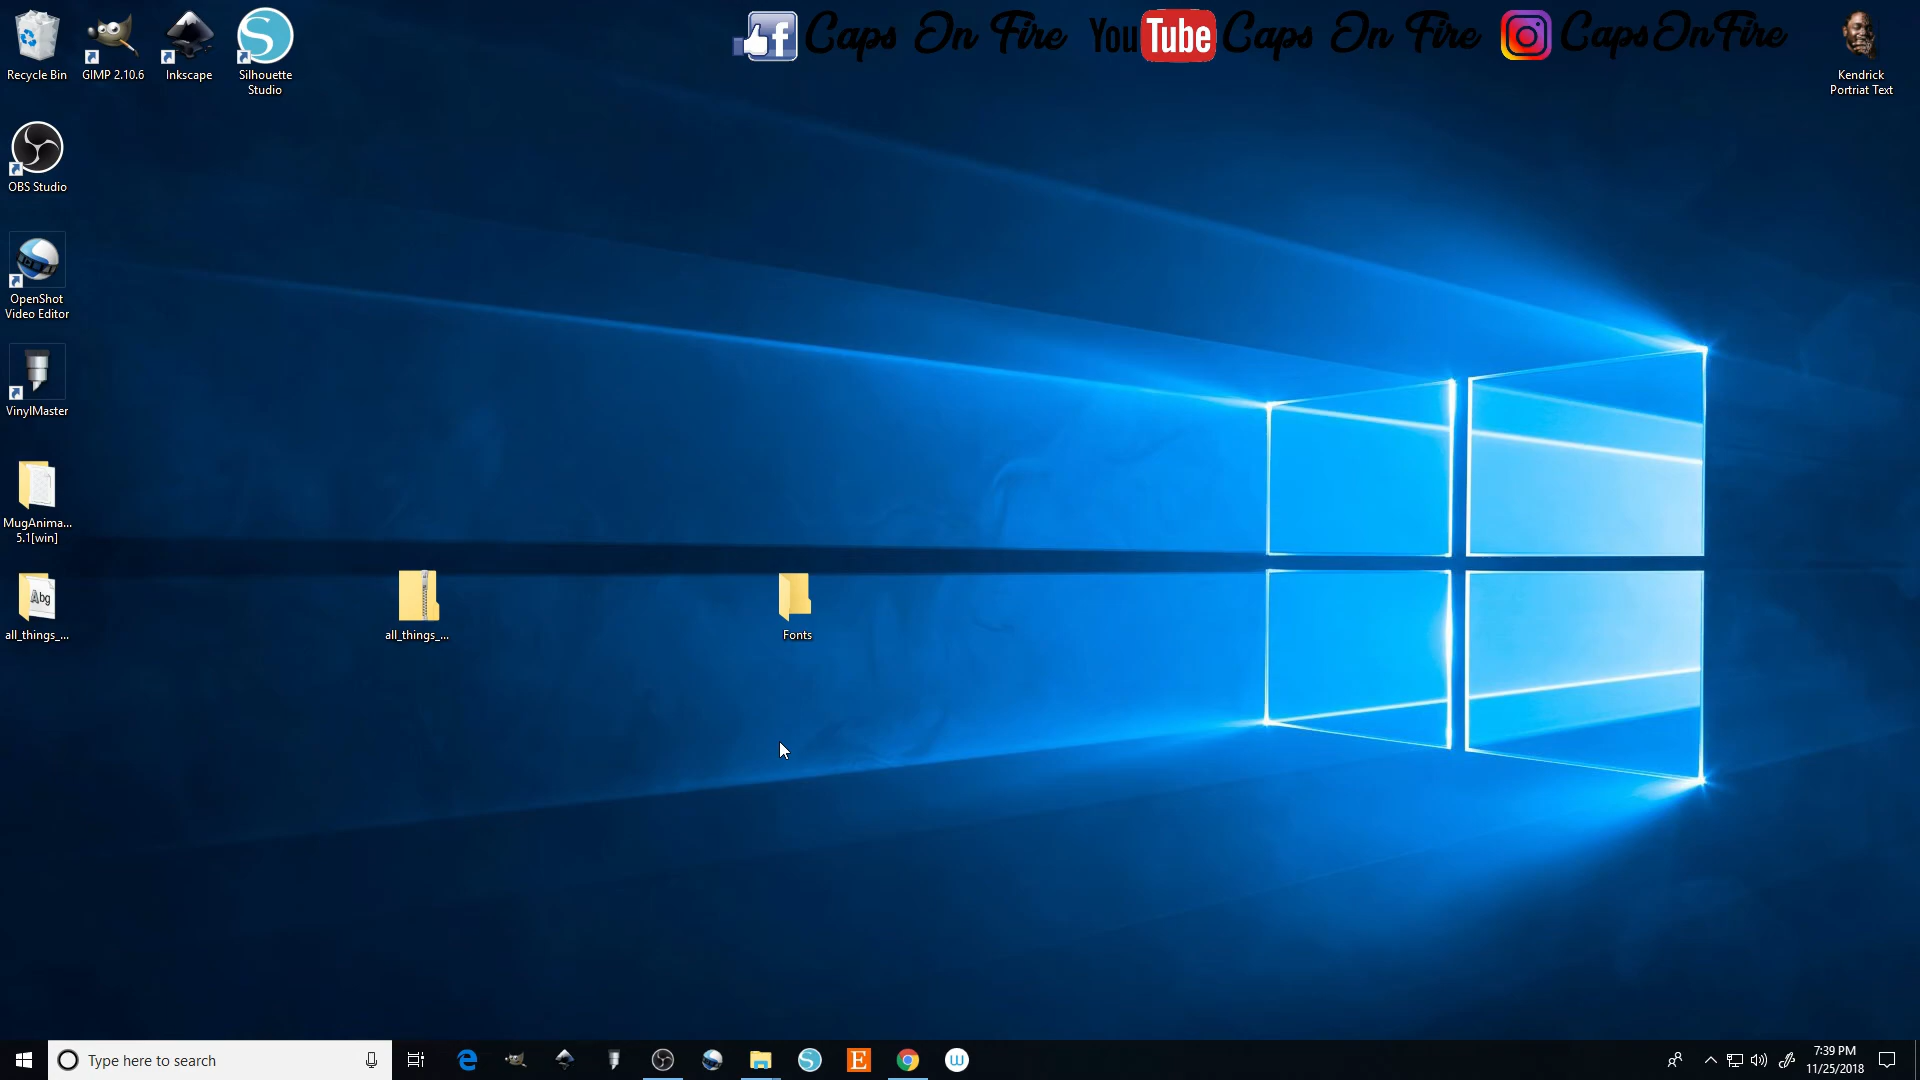 Caps On Fire YouTube Caps On Fire CapsOnFire
Recycle Bin
GIMP 2.10.6
Inkscape
Silhouette
Studio
Kendrick
Portriat Text
OBS Studio
OpenShot
Video Editor
VinylMaster
MugAnima...
5.1[win]
Abg
all_things_...
all_things_...
Fonts
Type here to search
7:39 PM
11/25/2018